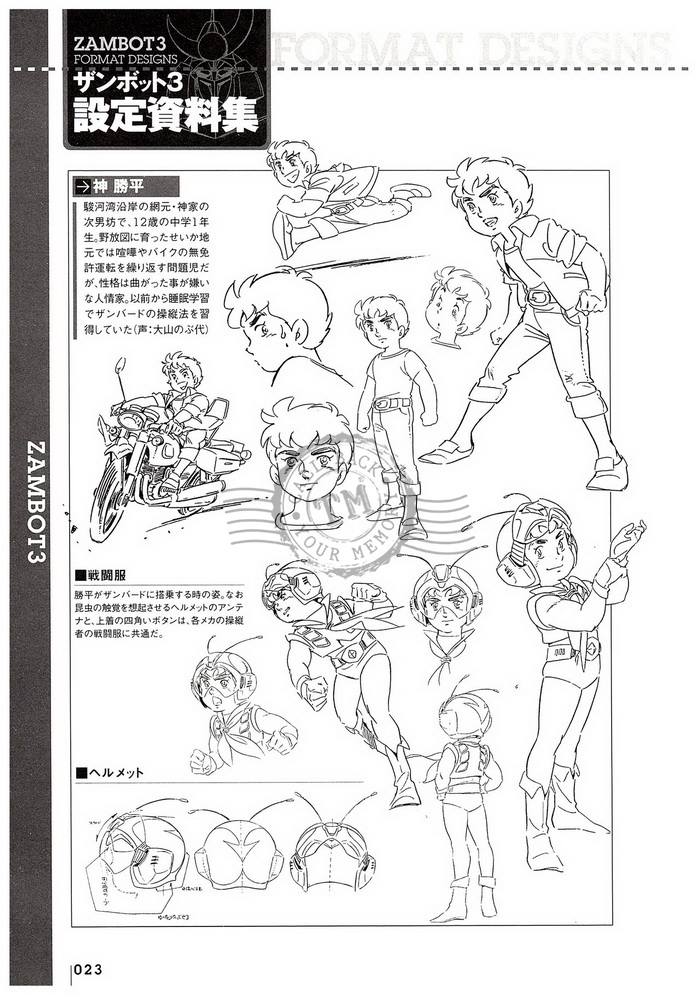 ZAMBOT3
FORMAT DESIGNS
ザンボット3
設定資料集
FORMAT DESIGNS
→神 勝平
駿河湾沿岸の網元・神家の
次男坊で、12歳の中学1年
生。野放図に育ったせいか地
元では喧嘩やバイクの無免
許運転を繰り返す問題児だ
が、性格は曲がった事が嫌い
な人情家。以前から睡眠学習
でザンバードの操縦法を習
得していた(声:大山のぶ代)
ZAMBOT3
TM
YOUR MEMORY
■戦闘服
勝平がザンバードに搭乗する時の姿。なお
昆虫の触覚を想起させるヘルメットのアンテ
ナと、上着の四角いボタンは、各メカの操縦
者の戦闘服に共通だ。
■ヘルメット
023